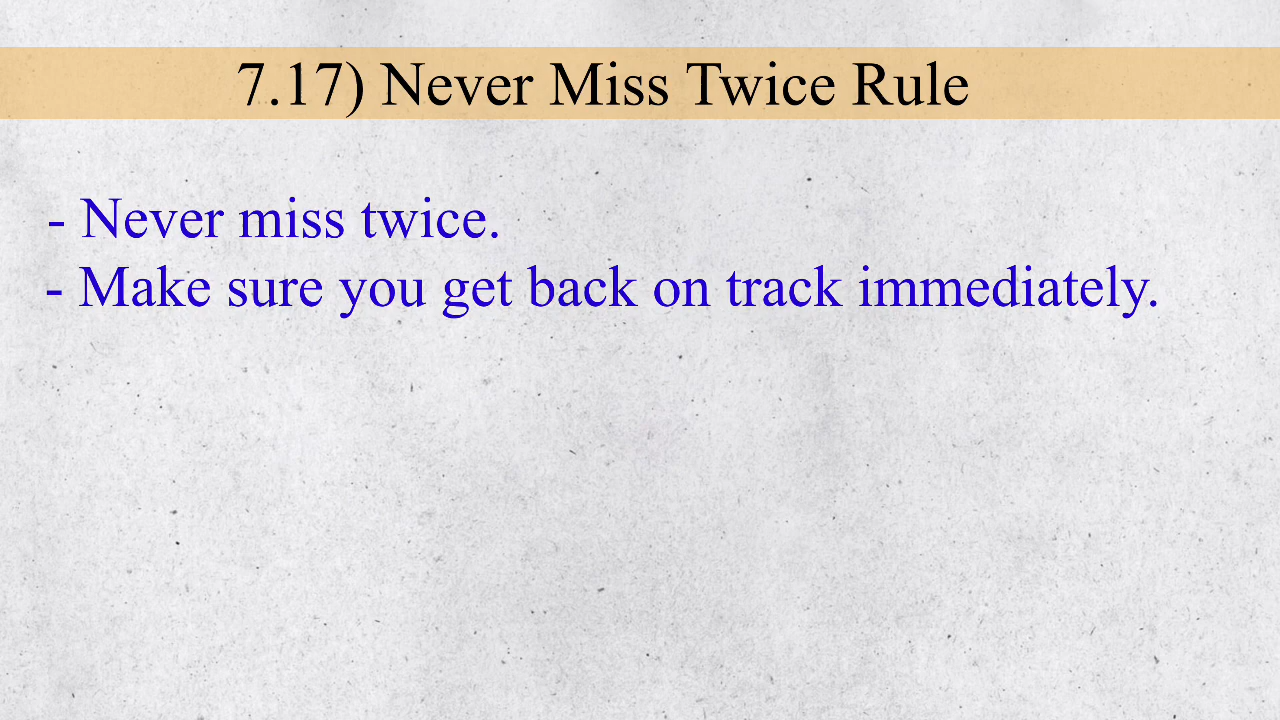 7.17) Never Miss Twice Rule
- Never miss twice.
- Make sure you get back on track immediately.